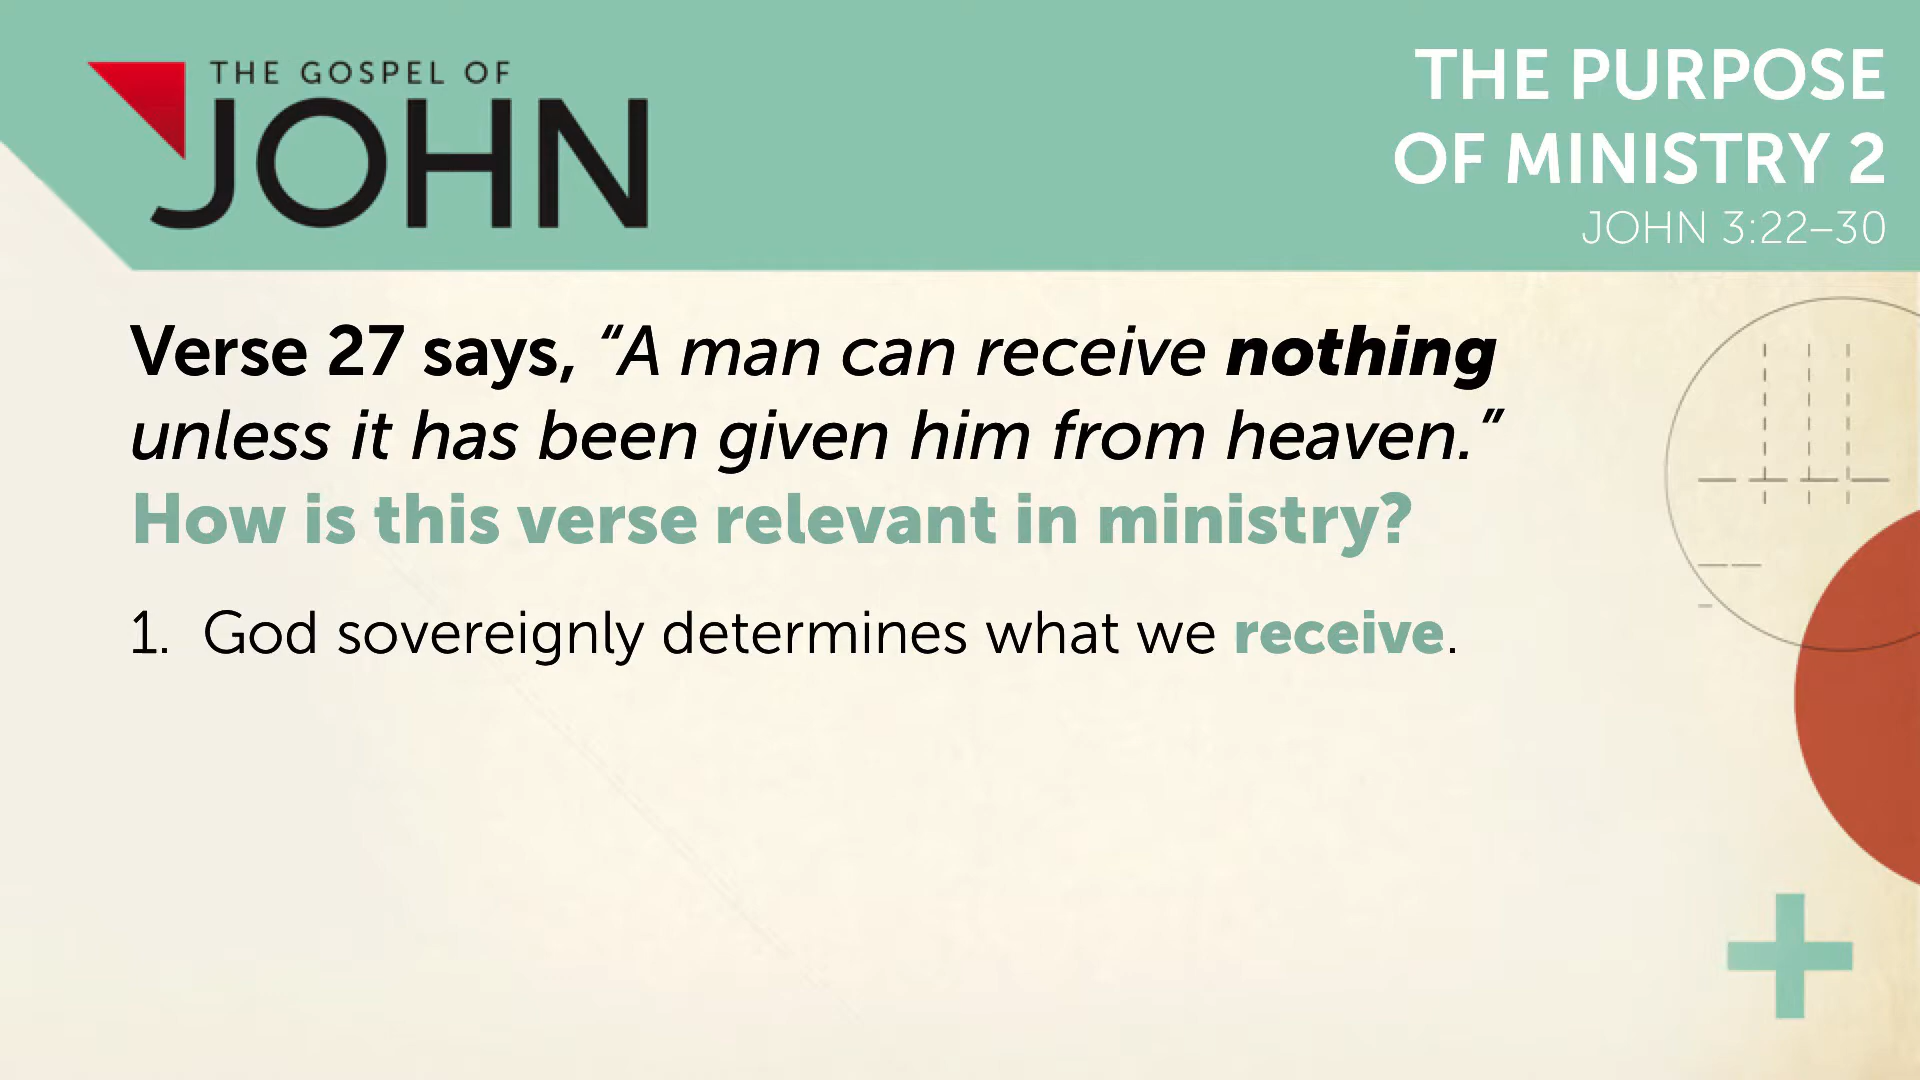 THE GOSPEL OF
JOHN
THE PURPOSE
OF MINISTRY 2
JOHN 3:22–30
Verse 27 says, “A man can receive nothing
unless it has been given him from heaven.”
How is this verse relevant in ministry?
1. God sovereignly determines what we receive.